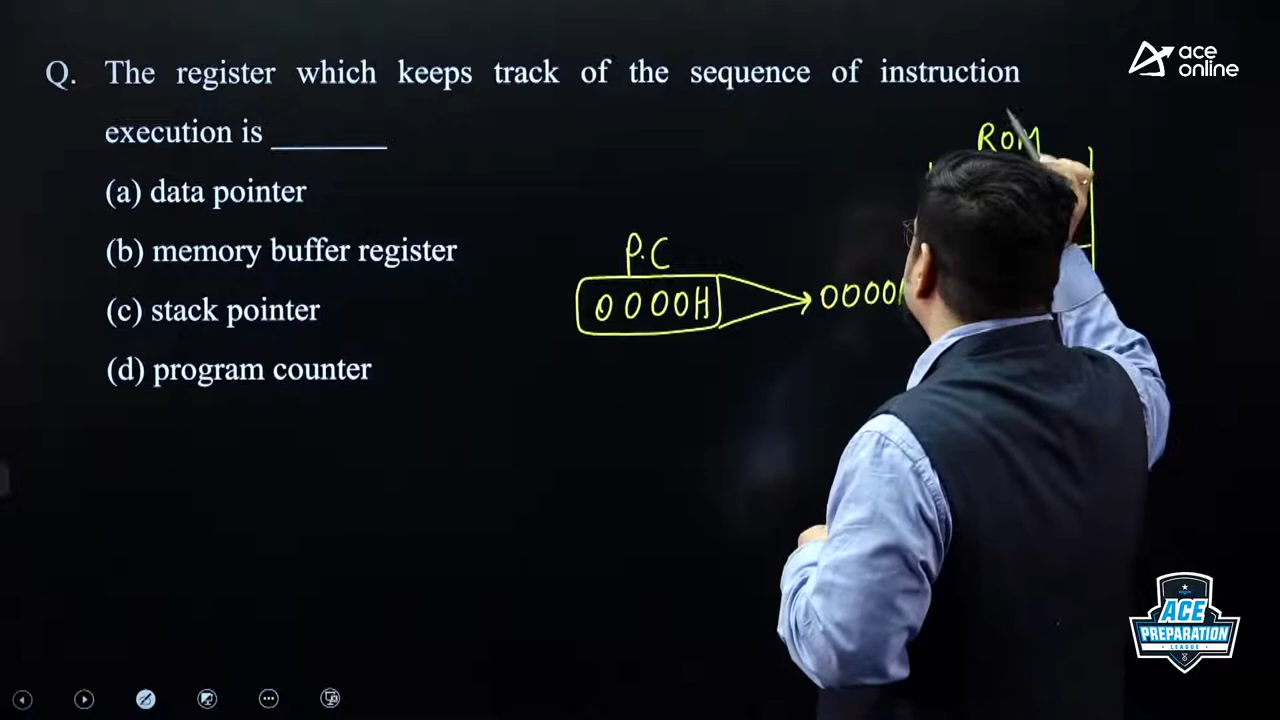 Q. The register which keeps track of the sequence of instruction
execution is ________
(a) data pointer
(b) memory buffer register
(c) stack pointer
(d) program counter
P.C
0000H
0000
ROM
ace
online
ACE
PREPARATION
LEAGUE